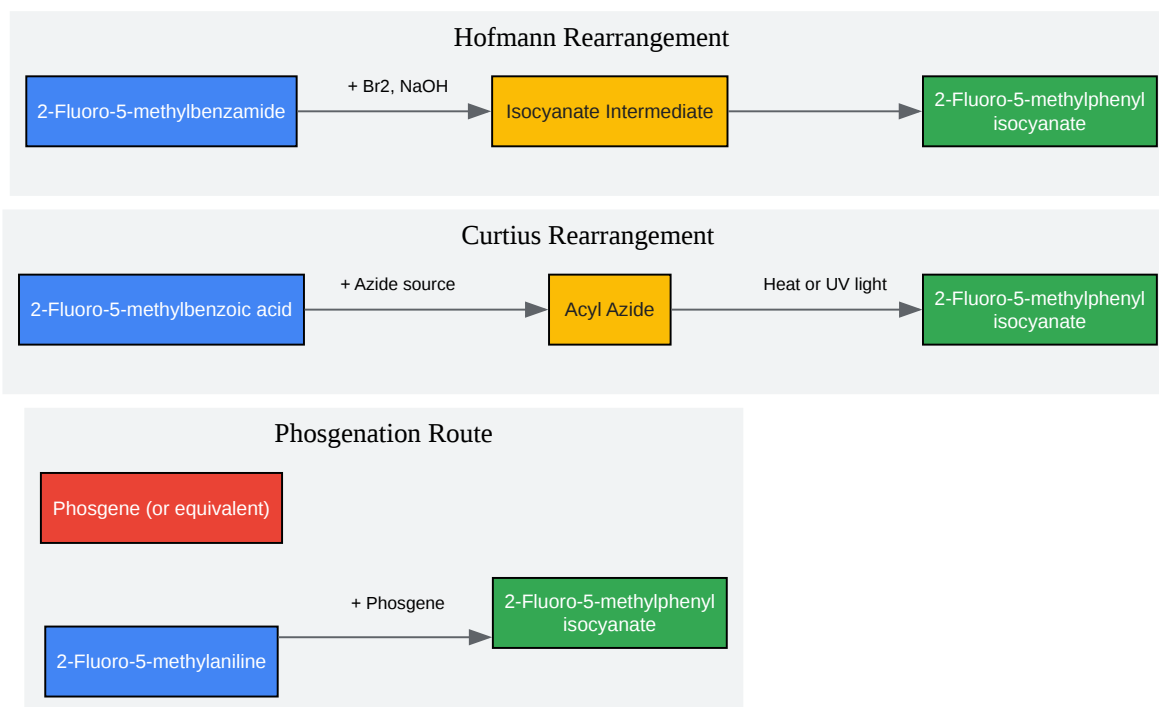 Hofmann Rearrangement
+ Br2, NaOH
2-Fluoro-5-methylbenzamide
Isocyanate Intermediate
2-Fluoro-5-methylphenyl
isocyanate
Curtius Rearrangement
+ Azide source
Heat or UV light
2-Fluoro-5-methylbenzoic acid
Acyl Azide
2-Fluoro-5-methylphenyl
isocyanate
Phosgenation Route
Phosgene (or equivalent)
+ Phosgene
2-Fluoro-5-methylphenyl
isocyanate
2-Fluoro-5-methylaniline